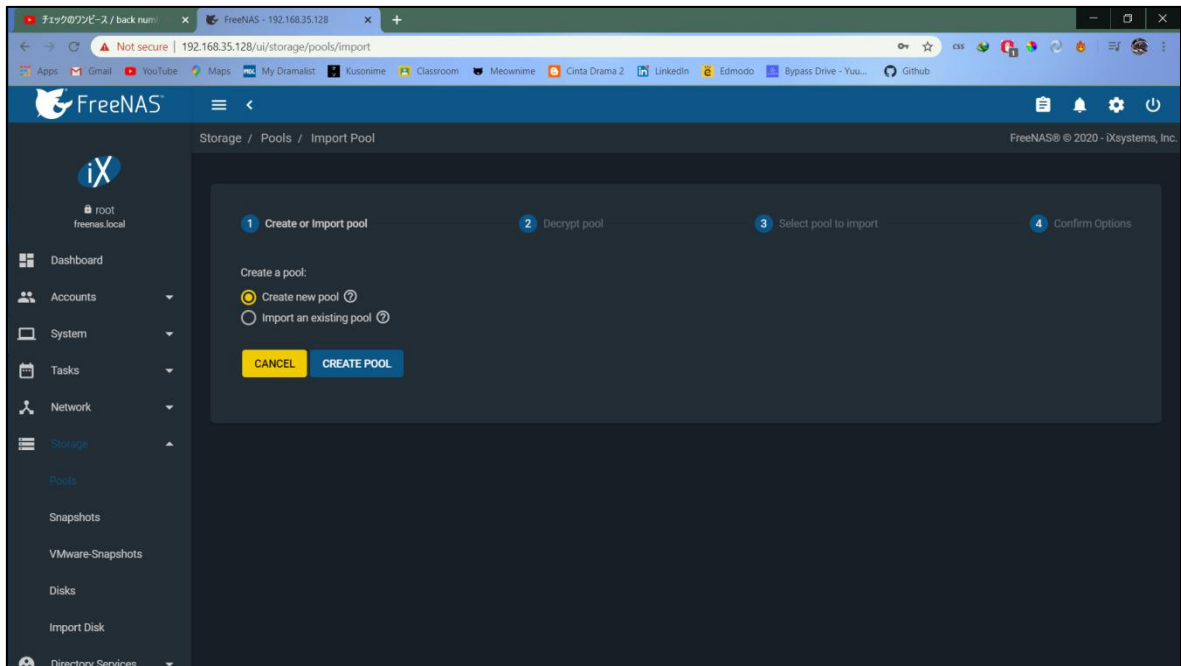 チェックのワンピース / back num
FreeNAS - 192.168.35.128
Not secure | 192.168.35.128/ui/storage/pools/import
css
Apps Gmail YouTube Maps My Dramalist Kusonime Classroom Meownime Cinta Drama 2 LinkedIn Edmodo Bypass Drive - Yuu... Github
FreeNAS
Storage / Pools / Import Pool
FreeNAS® © 2020 - iXsystems, Inc.
iX
root
freenas.local
1 Create or Import pool
2 Decrypt pool
3 Select pool to import
4 Confirm Options
Create a pool:
Create new pool
Import an existing pool
CANCEL CREATE POOL
Dashboard
Accounts
System
Tasks
Network
Storage
Pools
Snapshots
VMware-Snapshots
Disks
Import Disk
Directory Services